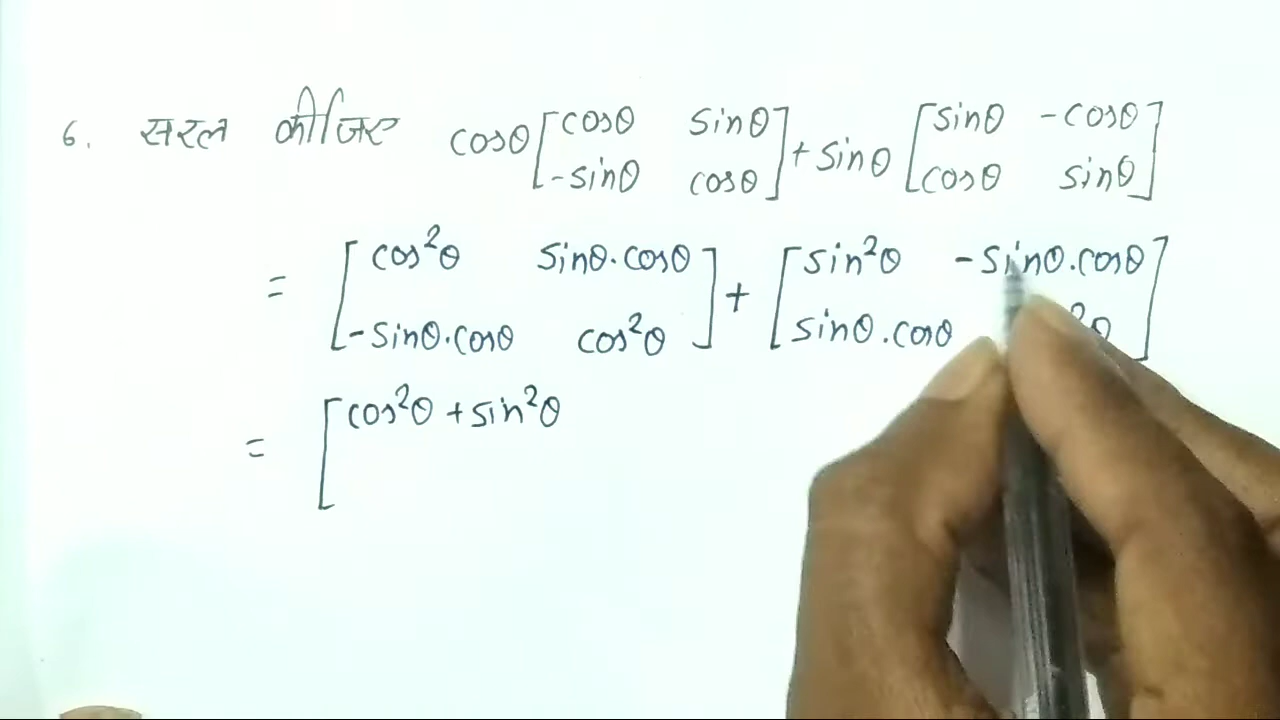 6. सरल कीजिए cosθ [cosθ sinθ -sinθ cosθ] + sinθ [sinθ -cosθ cosθ sinθ]
= [cos²θ sinθ.cosθ -sinθ.cosθ cos²θ] + [sin²θ -sinθ.cosθ sinθ.cosθ ²θ]
= [cos²θ + sin²θ